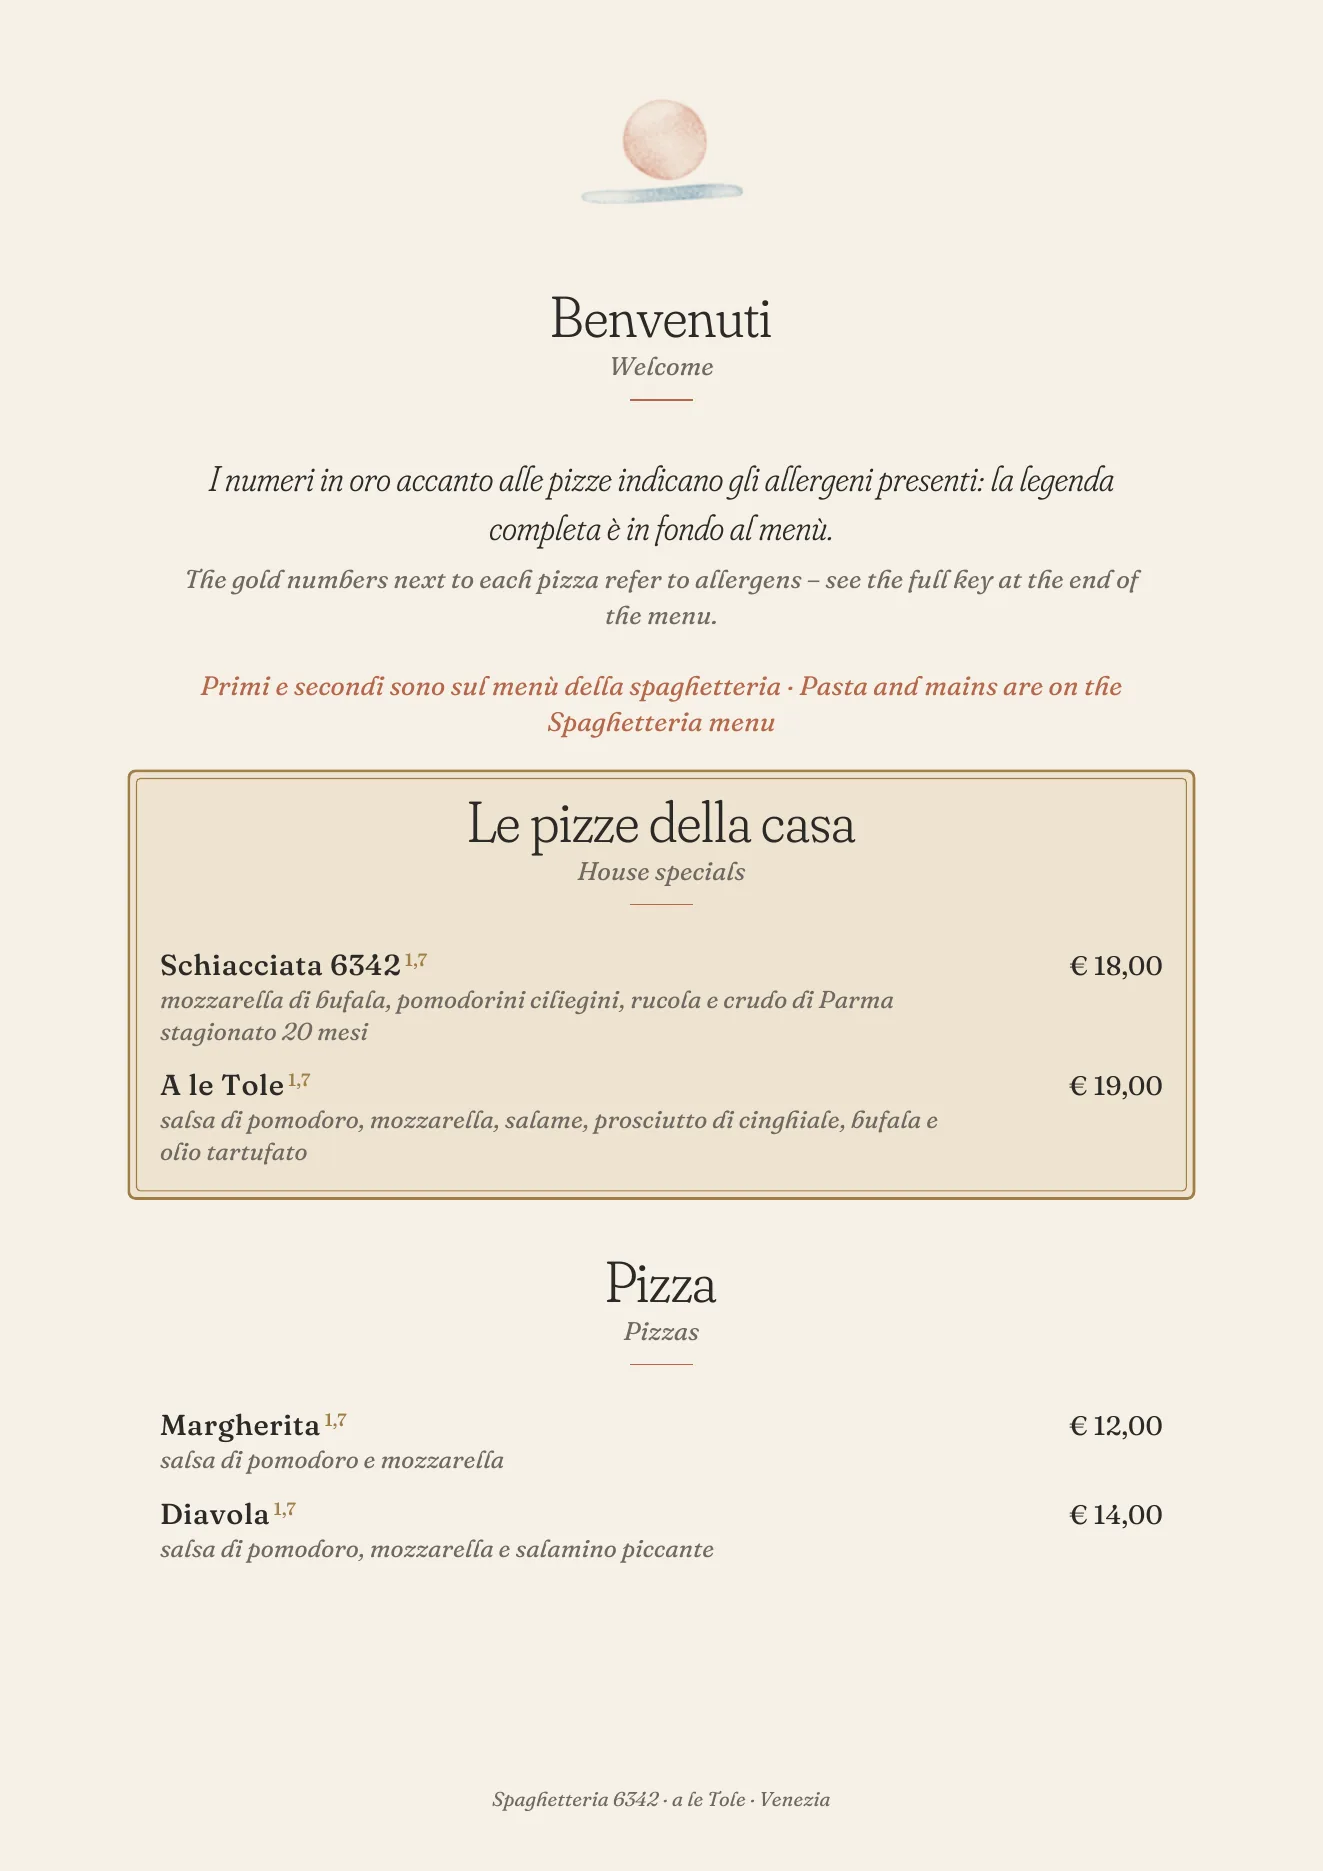 Benvenuti
Welcome
I numeri in oro accanto alle pizze indicano gli allergeni presenti: la legenda
completa è in fondo al menù.
The gold numbers next to each pizza refer to allergens – see the full key at the end of
the menu.
Primi e secondi sono sul menù della spaghetteria · Pasta and mains are on the
Spaghetteria menu
Le pizze della casa
House specials
Schiacciata 6342 1,7 € 18,00
mozzarella di bufala, pomodorini ciliegini, rucola e crudo di Parma
stagionato 20 mesi
A le Tole 1,7 € 19,00
salsa di pomodoro, mozzarella, salame, prosciutto di cinghiale, bufala e
olio tartufato
Pizza
Pizzas
Margherita 1,7 € 12,00
salsa di pomodoro e mozzarella
Diavola 1,7 € 14,00
salsa di pomodoro, mozzarella e salamino piccante
Spaghetteria 6342 · a le Tole · Venezia